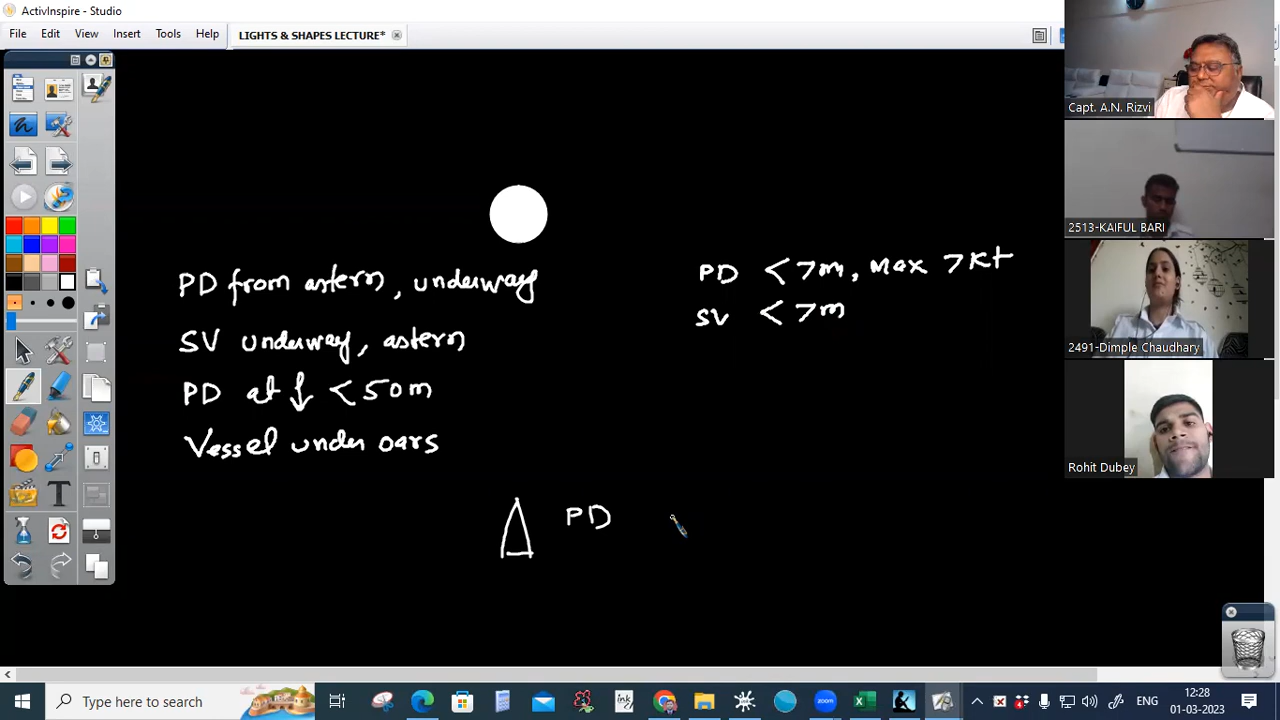 ActivInspire - Studio
File Edit View Insert Tools Help
LIGHTS & SHAPES LECTURE*
PD from astern, underway
SV underway, astern
PD at < 50m
Vessel under oars
PD < 7m, Max 7Kt
SV < 7m
PD
Capt. A.N. Rizvi
2513-KAIFUL BARI
2491-Dimple Chaudhary
Rohit Dubey
Type here to search
ink
zoom
ENG
12:28
01-03-2023